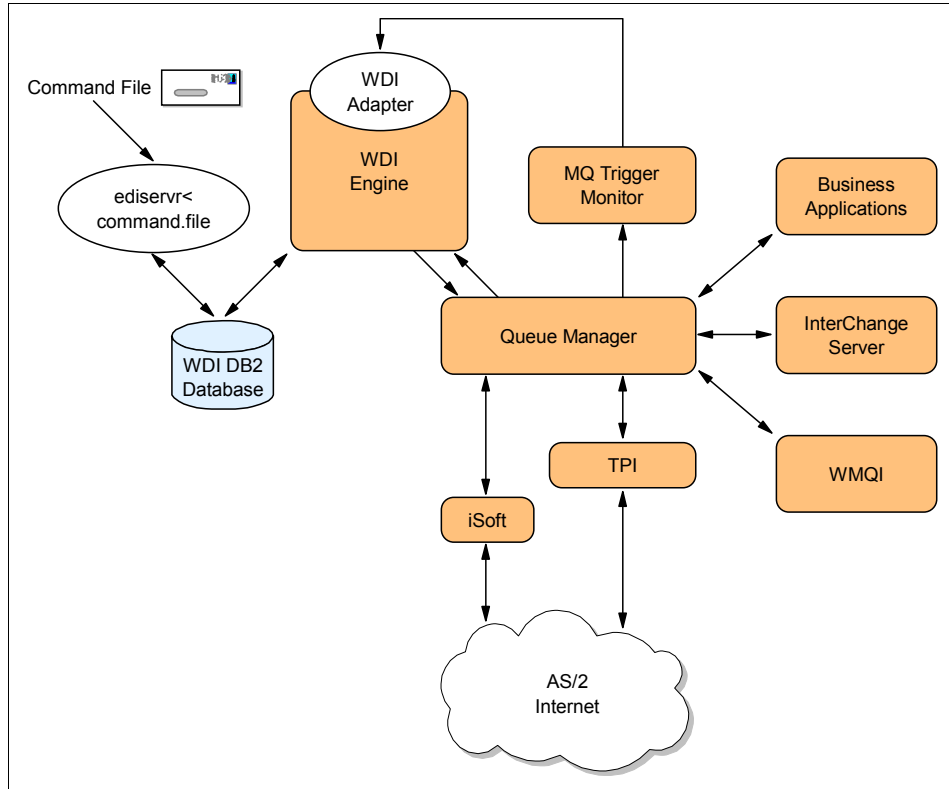 WDI
Adapter
Command File
WDI
Engine
MQ Trigger
Monitor
Business
Applications
ediservr<
command.file
Queue Manager
InterChange
Server
WDI DB2
Database
TPI
WMQI
iSoft
AS/2
Internet